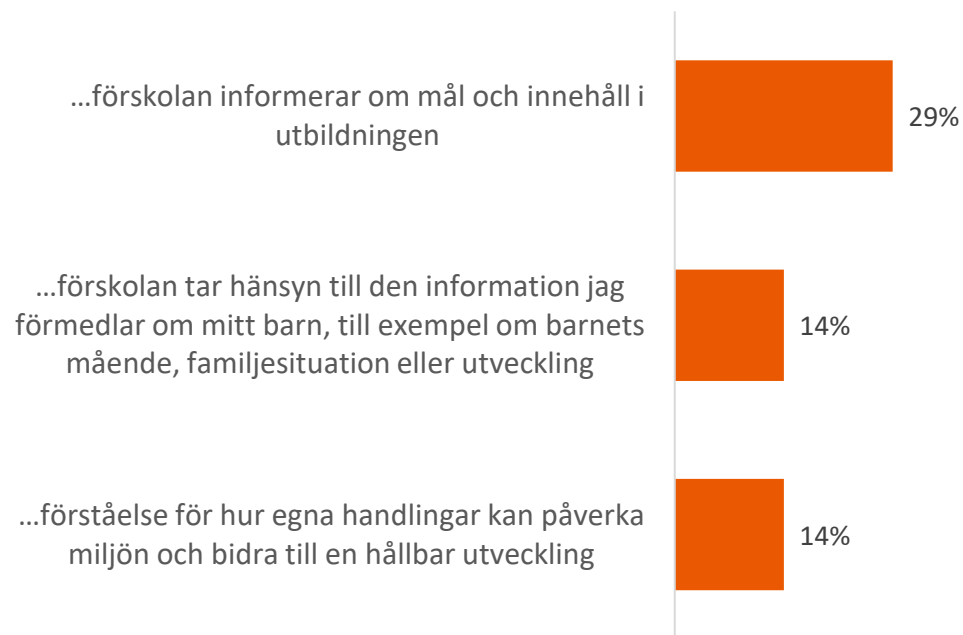 ...förskolan informerar om mål och innehåll i
utbildningen
29%
...förskolan tar hänsyn till den information jag
förmedlar om mitt barn, till exempel om barnets
mående, familjesituation eller utveckling
14%
...förståelse för hur egna handlingar kan påverka
miljön och bidra till en hållbar utveckling
14%